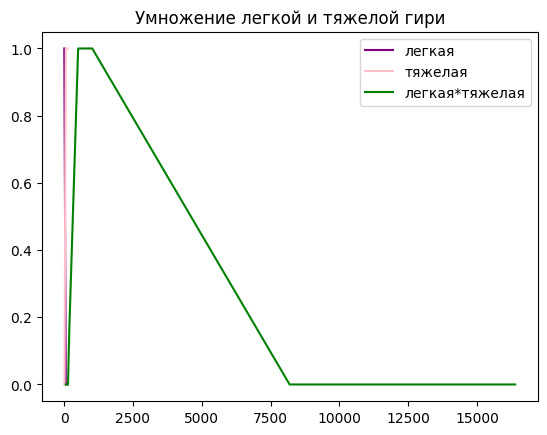 Умножение легкой и тяжелой гири
легкая
тяжелая
легкая*тяжелая
1.0
0.8
0.6
0.4
0.2
0.0
0 2500 5000 7500 10000 12500 15000